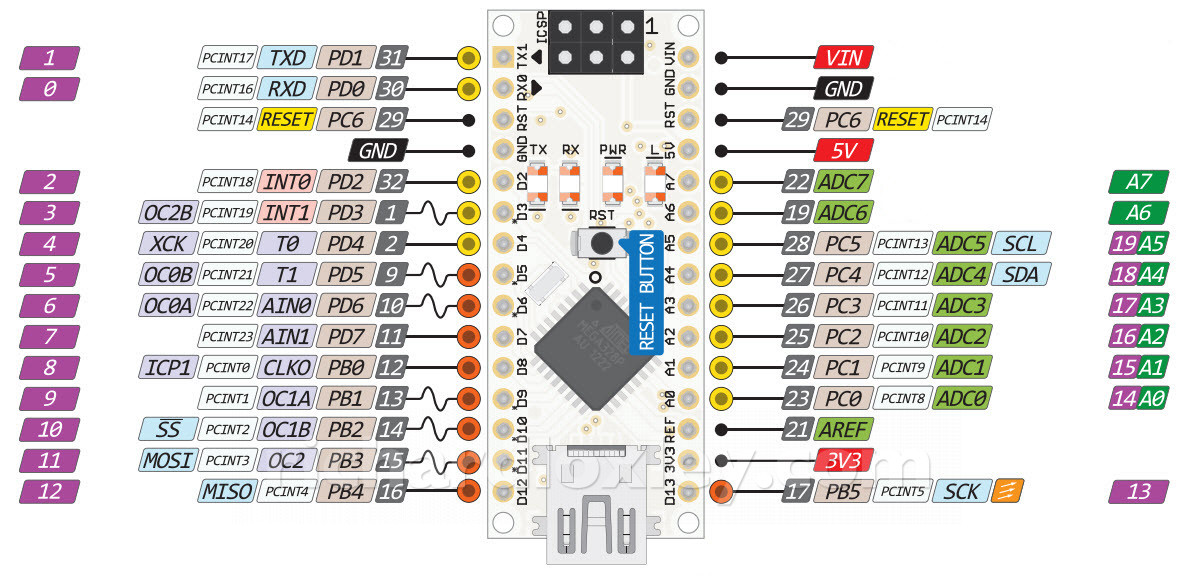 ICSP 1
1 PCINT17 TXD PD1 31 TX1 VIN VIN
0 PCINT16 RXD PD0 30 RX0 GND GND
PCINT14 RESET PC6 29 RST RST 29 PC6 RESET PCINT14
GND GND 5V 5V
TX RX PWR L
2 PCINT18 INT0 PD2 32 D2 A7 22 ADC7 A7
3 OC2B PCINT19 INT1 PD3 1 *D3 A6 19 ADC6 A6
RST
4 XCK PCINT20 T0 PD4 2 D4 A5 28 PC5 PCINT13 ADC5 SCL 19 A5
RESET BUTTON
5 OC0B PCINT21 T1 PD5 9 *D5 A4 27 PC4 PCINT12 ADC4 SDA 18 A4
6 OC0A PCINT22 AIN0 PD6 10 *D6 A3 26 PC3 PCINT11 ADC3 17 A3
7 PCINT23 AIN1 PD7 11 D7 A2 25 PC2 PCINT10 ADC2 16 A2
8 ICP1 PCINT0 CLKO PB0 12 D8 A1 24 PC1 PCINT9 ADC1 15 A1
9 PCINT1 OC1A PB1 13 *D9 A0 23 PC0 PCINT8 ADC0 14 A0
10 SS PCINT2 OC1B PB2 14 *D10 REF 21 AREF
11 MOSI PCINT3 OC2 PB3 15 *D11 3V3 3V3
12 MISO PCINT4 PB4 16 D12 D13 17 PB5 PCINT5 SCK 13